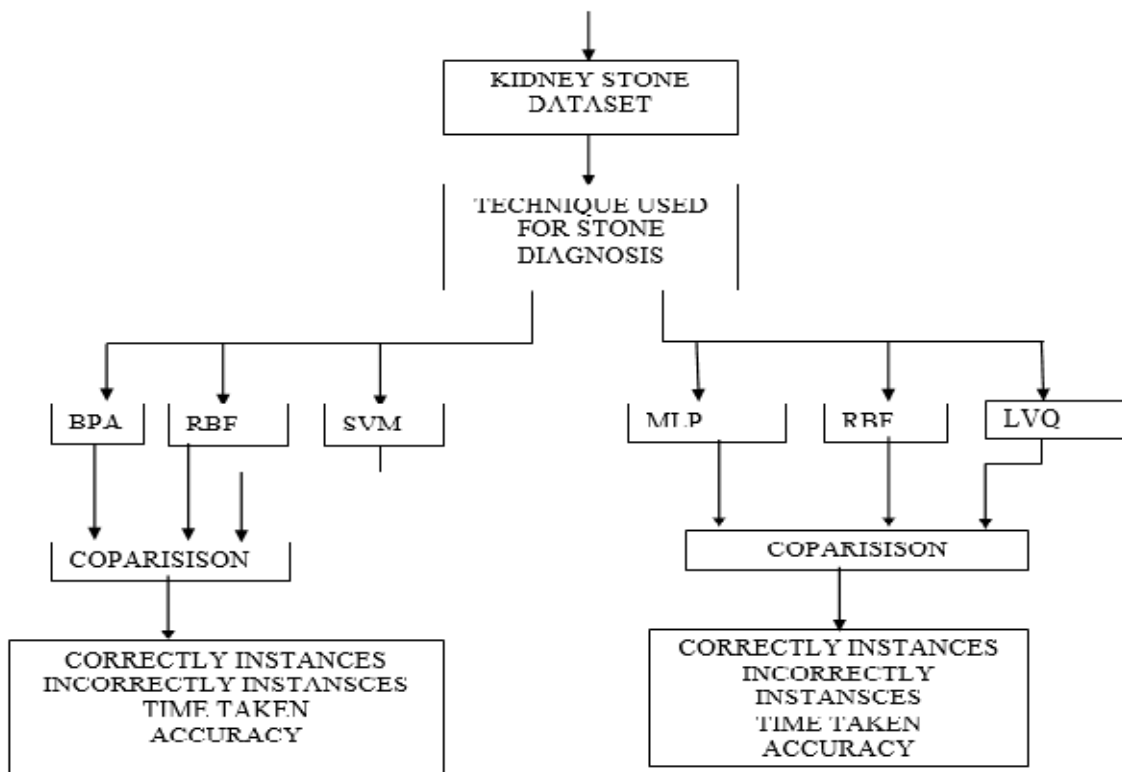 KIDNEY STONE
DATASET
TECHNIQUE USED
FOR STONE
DIAGNOSIS
BPA
RBF
SVM
MLP
RBF
LVQ
COPARISISON
COPARISISON
CORRECTLY INSTANCES
INCORRECTLY INSTANSCES
TIME TAKEN
ACCURACY
CORRECTLY INSTANCES
INCORRECTLY
INSTANSCES
TIME TAKEN
ACCURACY